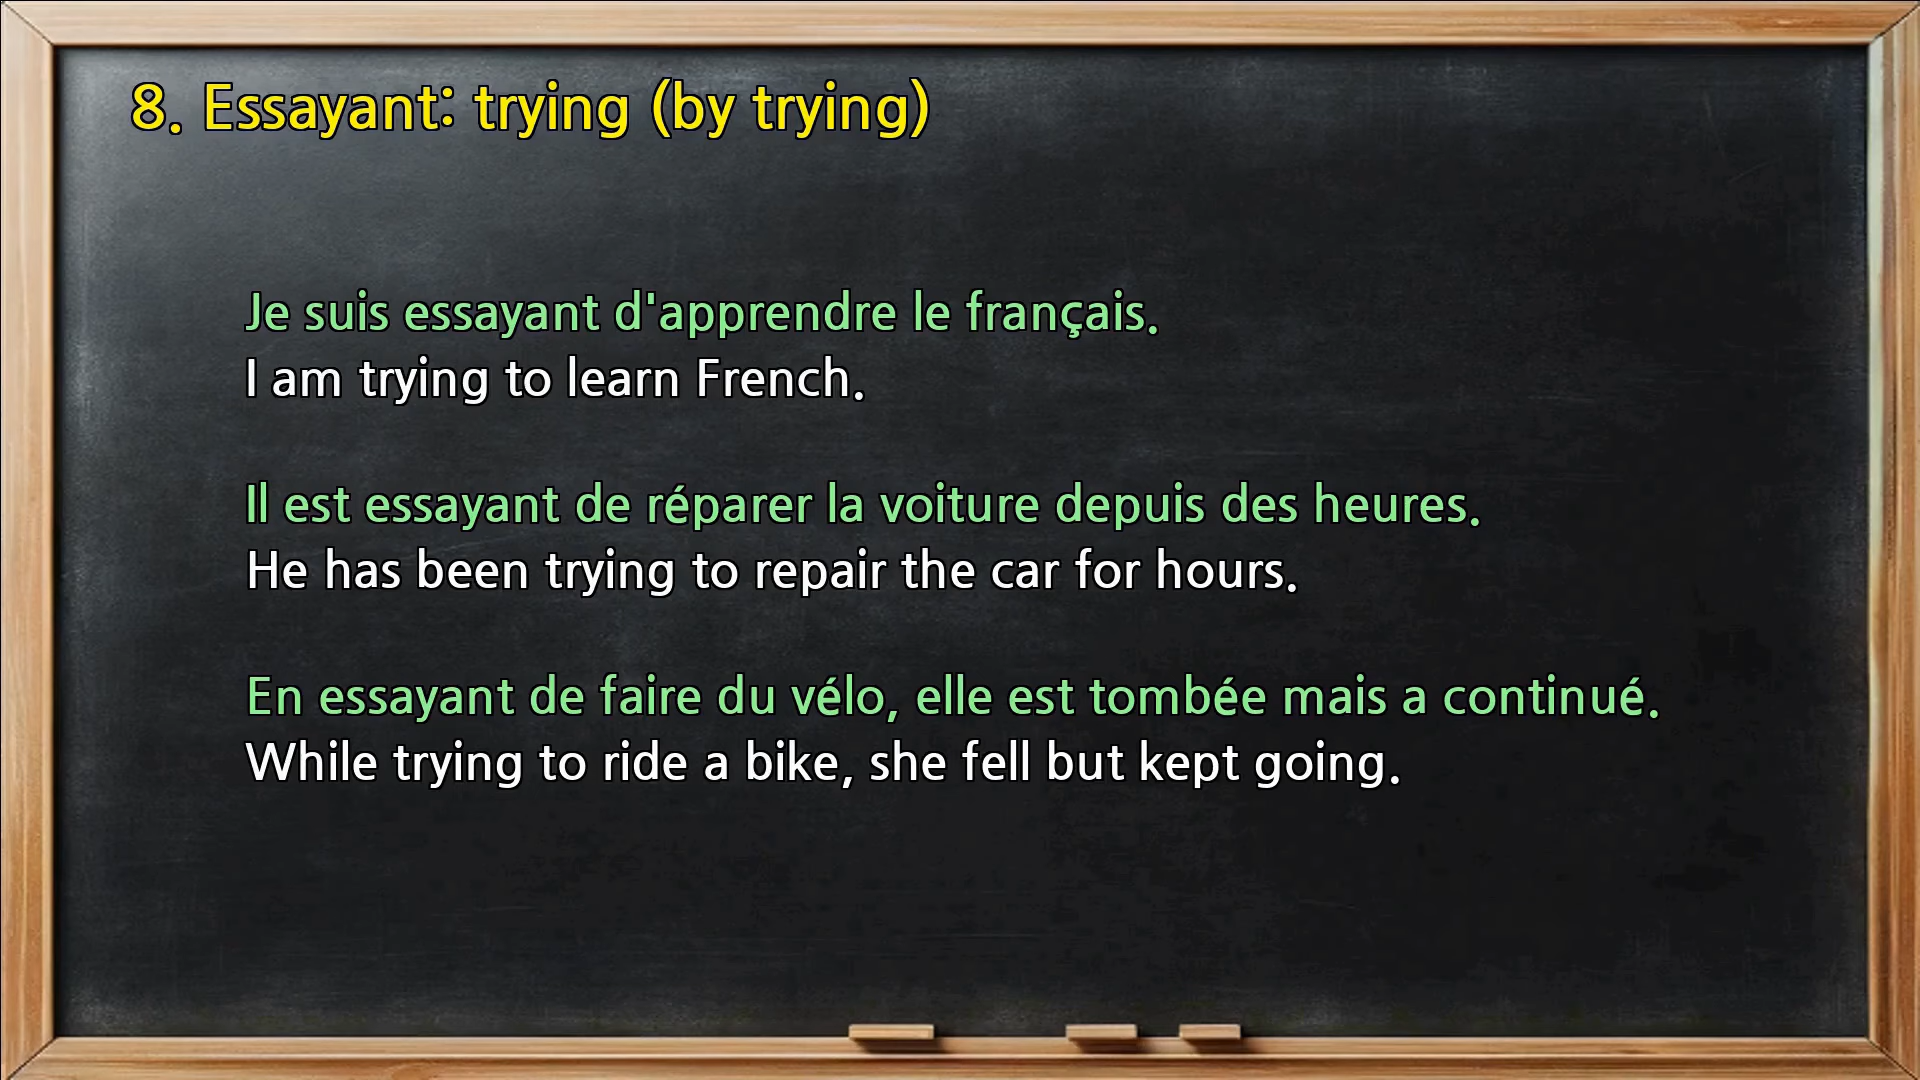 8. Essayant: trying (by trying)
Je suis essayant d'apprendre le français.
I am trying to learn French.
Il est essayant de réparer la voiture depuis des heures.
He has been trying to repair the car for hours.
En essayant de faire du vélo, elle est tombée mais a continué.
While trying to ride a bike, she fell but kept going.